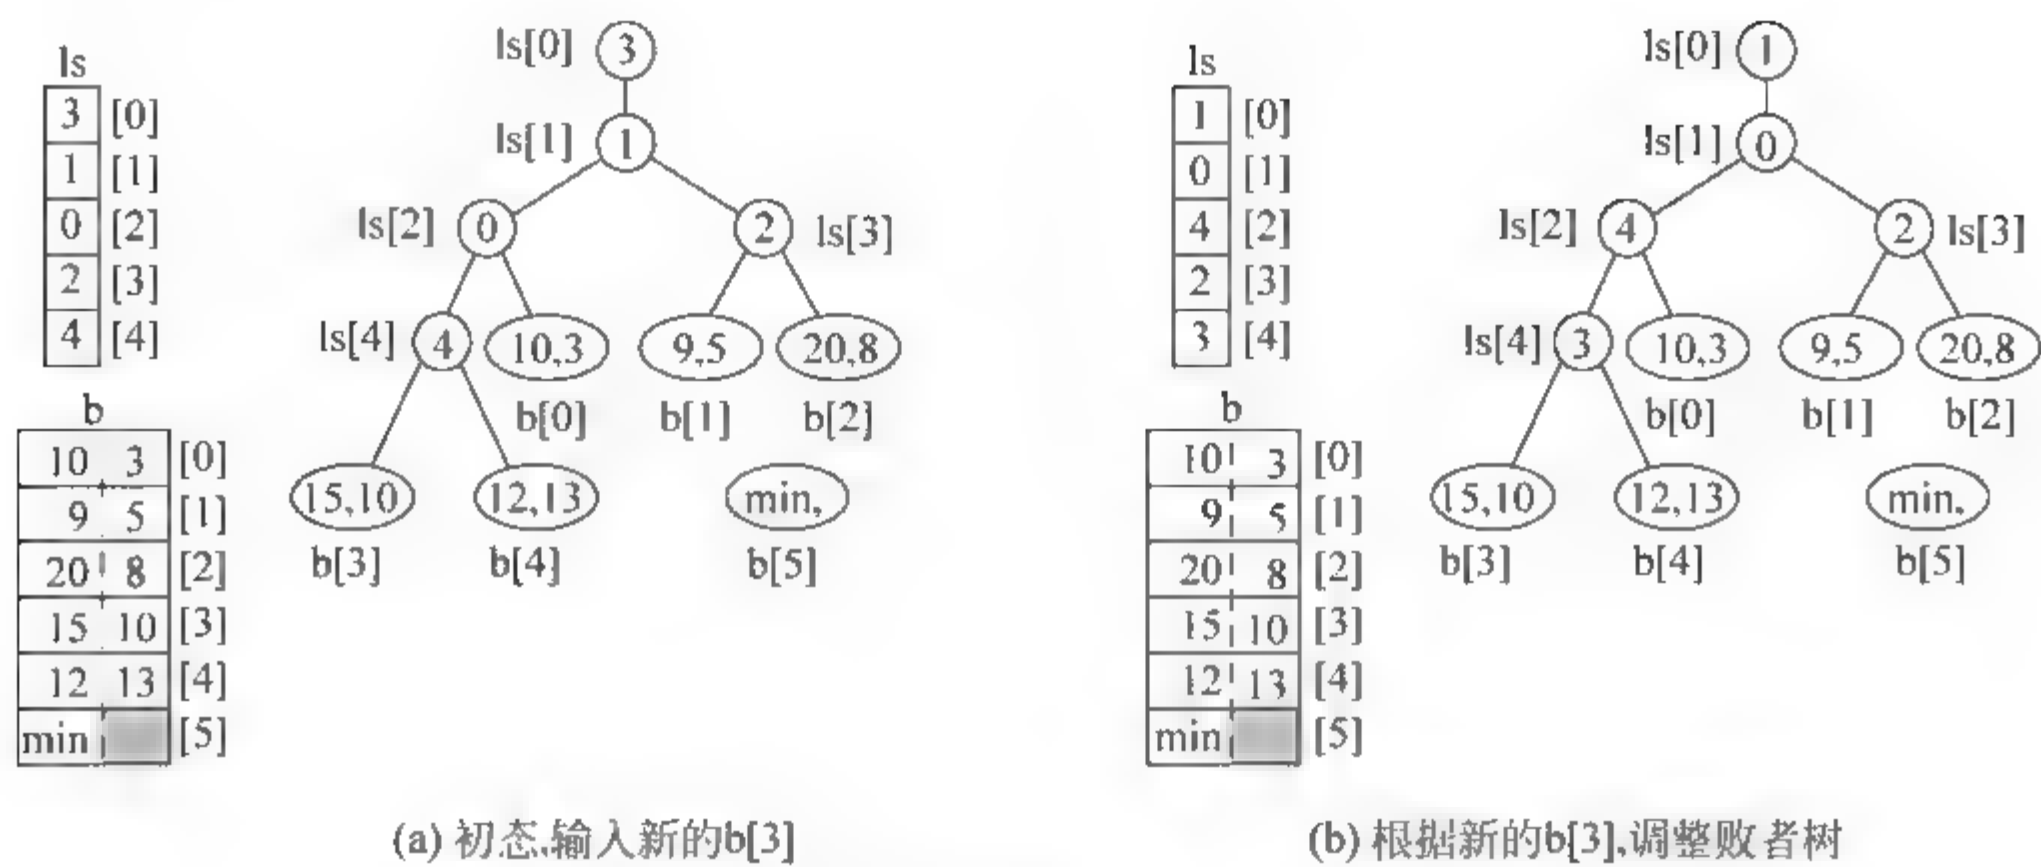 ls
3 [0]
1 [1]
0 [2]
2 [3]
4 [4]
b
10 3 [0]
9 5 [1]
20 8 [2]
15 10 [3]
12 13 [4]
min [5]
ls[0] 3
ls[1] 1
ls[2] 0 2 ls[3]
ls[4] 4 10,3 9,5 20,8
b[0] b[1] b[2]
15,10 12,13 min,
b[3] b[4] b[5]
(a) 初态,输入新的b[3]
ls
1 [0]
0 [1]
4 [2]
2 [3]
3 [4]
b
10 3 [0]
9 5 [1]
20 8 [2]
15 10 [3]
12 13 [4]
min [5]
ls[0] 1
ls[1] 0
ls[2] 4 2 ls[3]
ls[4] 3 10,3 9,5 20,8
b[0] b[1] b[2]
15,10 12,13 min,
b[3] b[4] b[5]
(b) 根据新的b[3],调整败者树